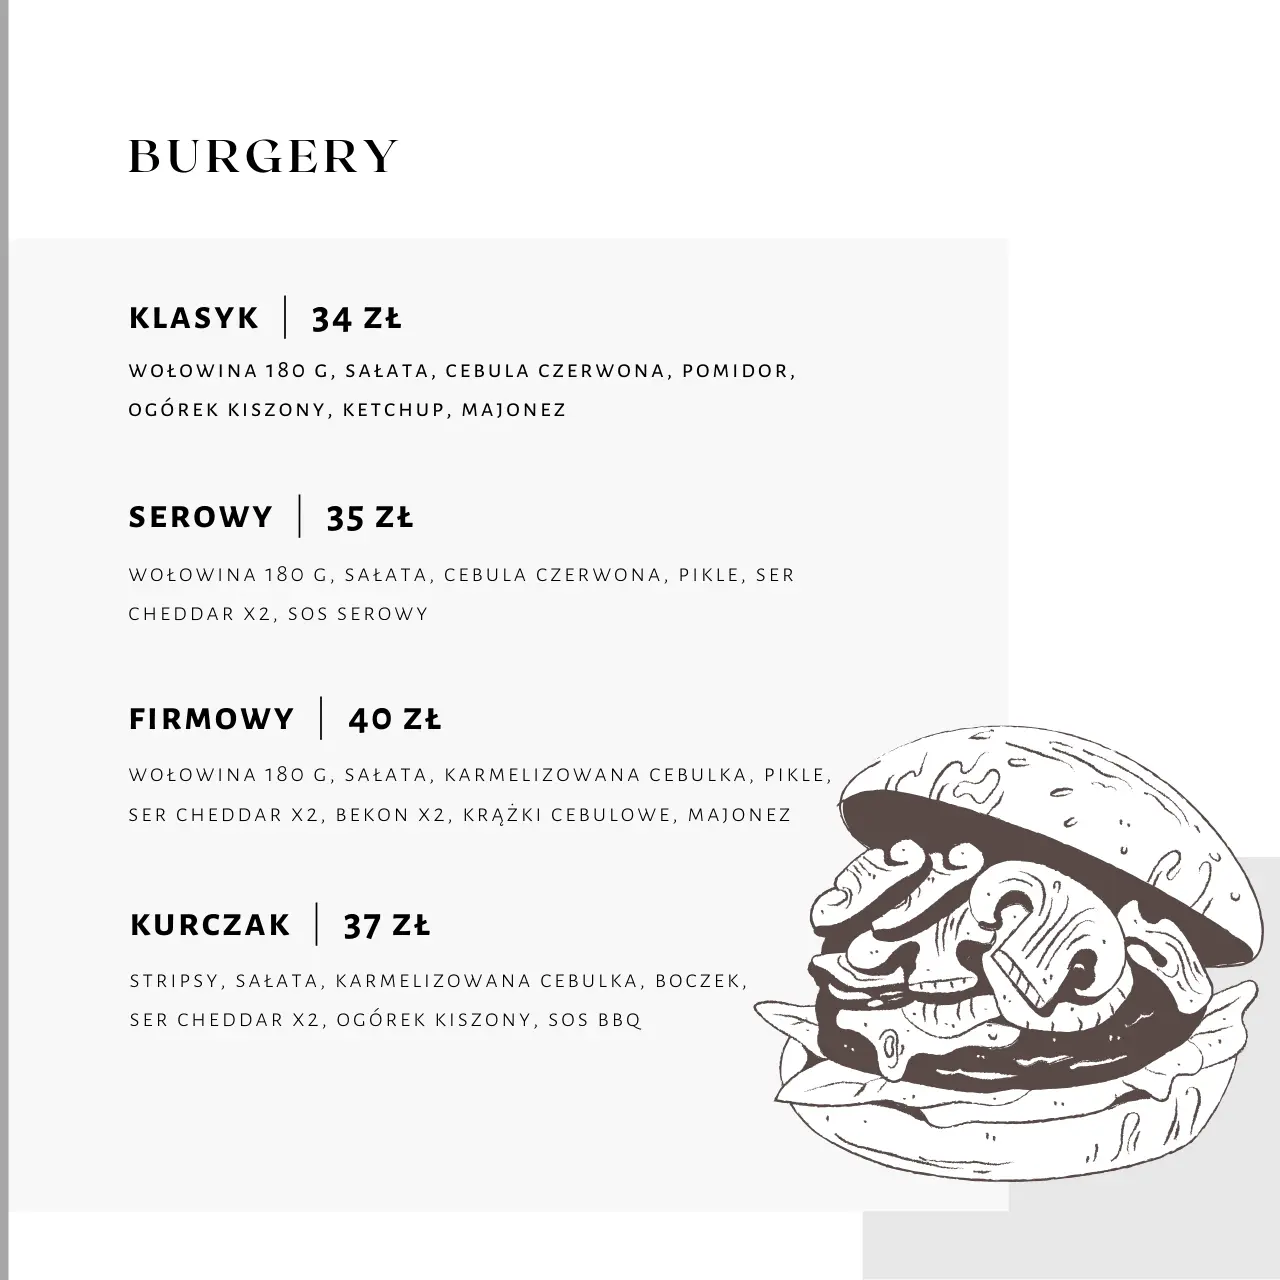 BURGERY
KLASYK | 34 ZŁ
WOŁOWINA 180 G, SAŁATA, CEBULA CZERWONA, POMIDOR,
OGÓREK KISZONY, KETCHUP, MAJONEZ
SEROWY | 35 ZŁ
WOŁOWINA 180 G, SAŁATA, CEBULA CZERWONA, PIKLE, SER
CHEDDAR X2, SOS SEROWY
FIRMOWY | 40 ZŁ
WOŁOWINA 180 G, SAŁATA, KARMELIZOWANA CEBULKA, PIKLE,
SER CHEDDAR X2, BEKON X2, KRĄŻKI CEBULOWE, MAJONEZ
KURCZAK | 37 ZŁ
STRIPSY, SAŁATA, KARMELIZOWANA CEBULKA, BOCZEK,
SER CHEDDAR X2, OGÓREK KISZONY, SOS BBQ